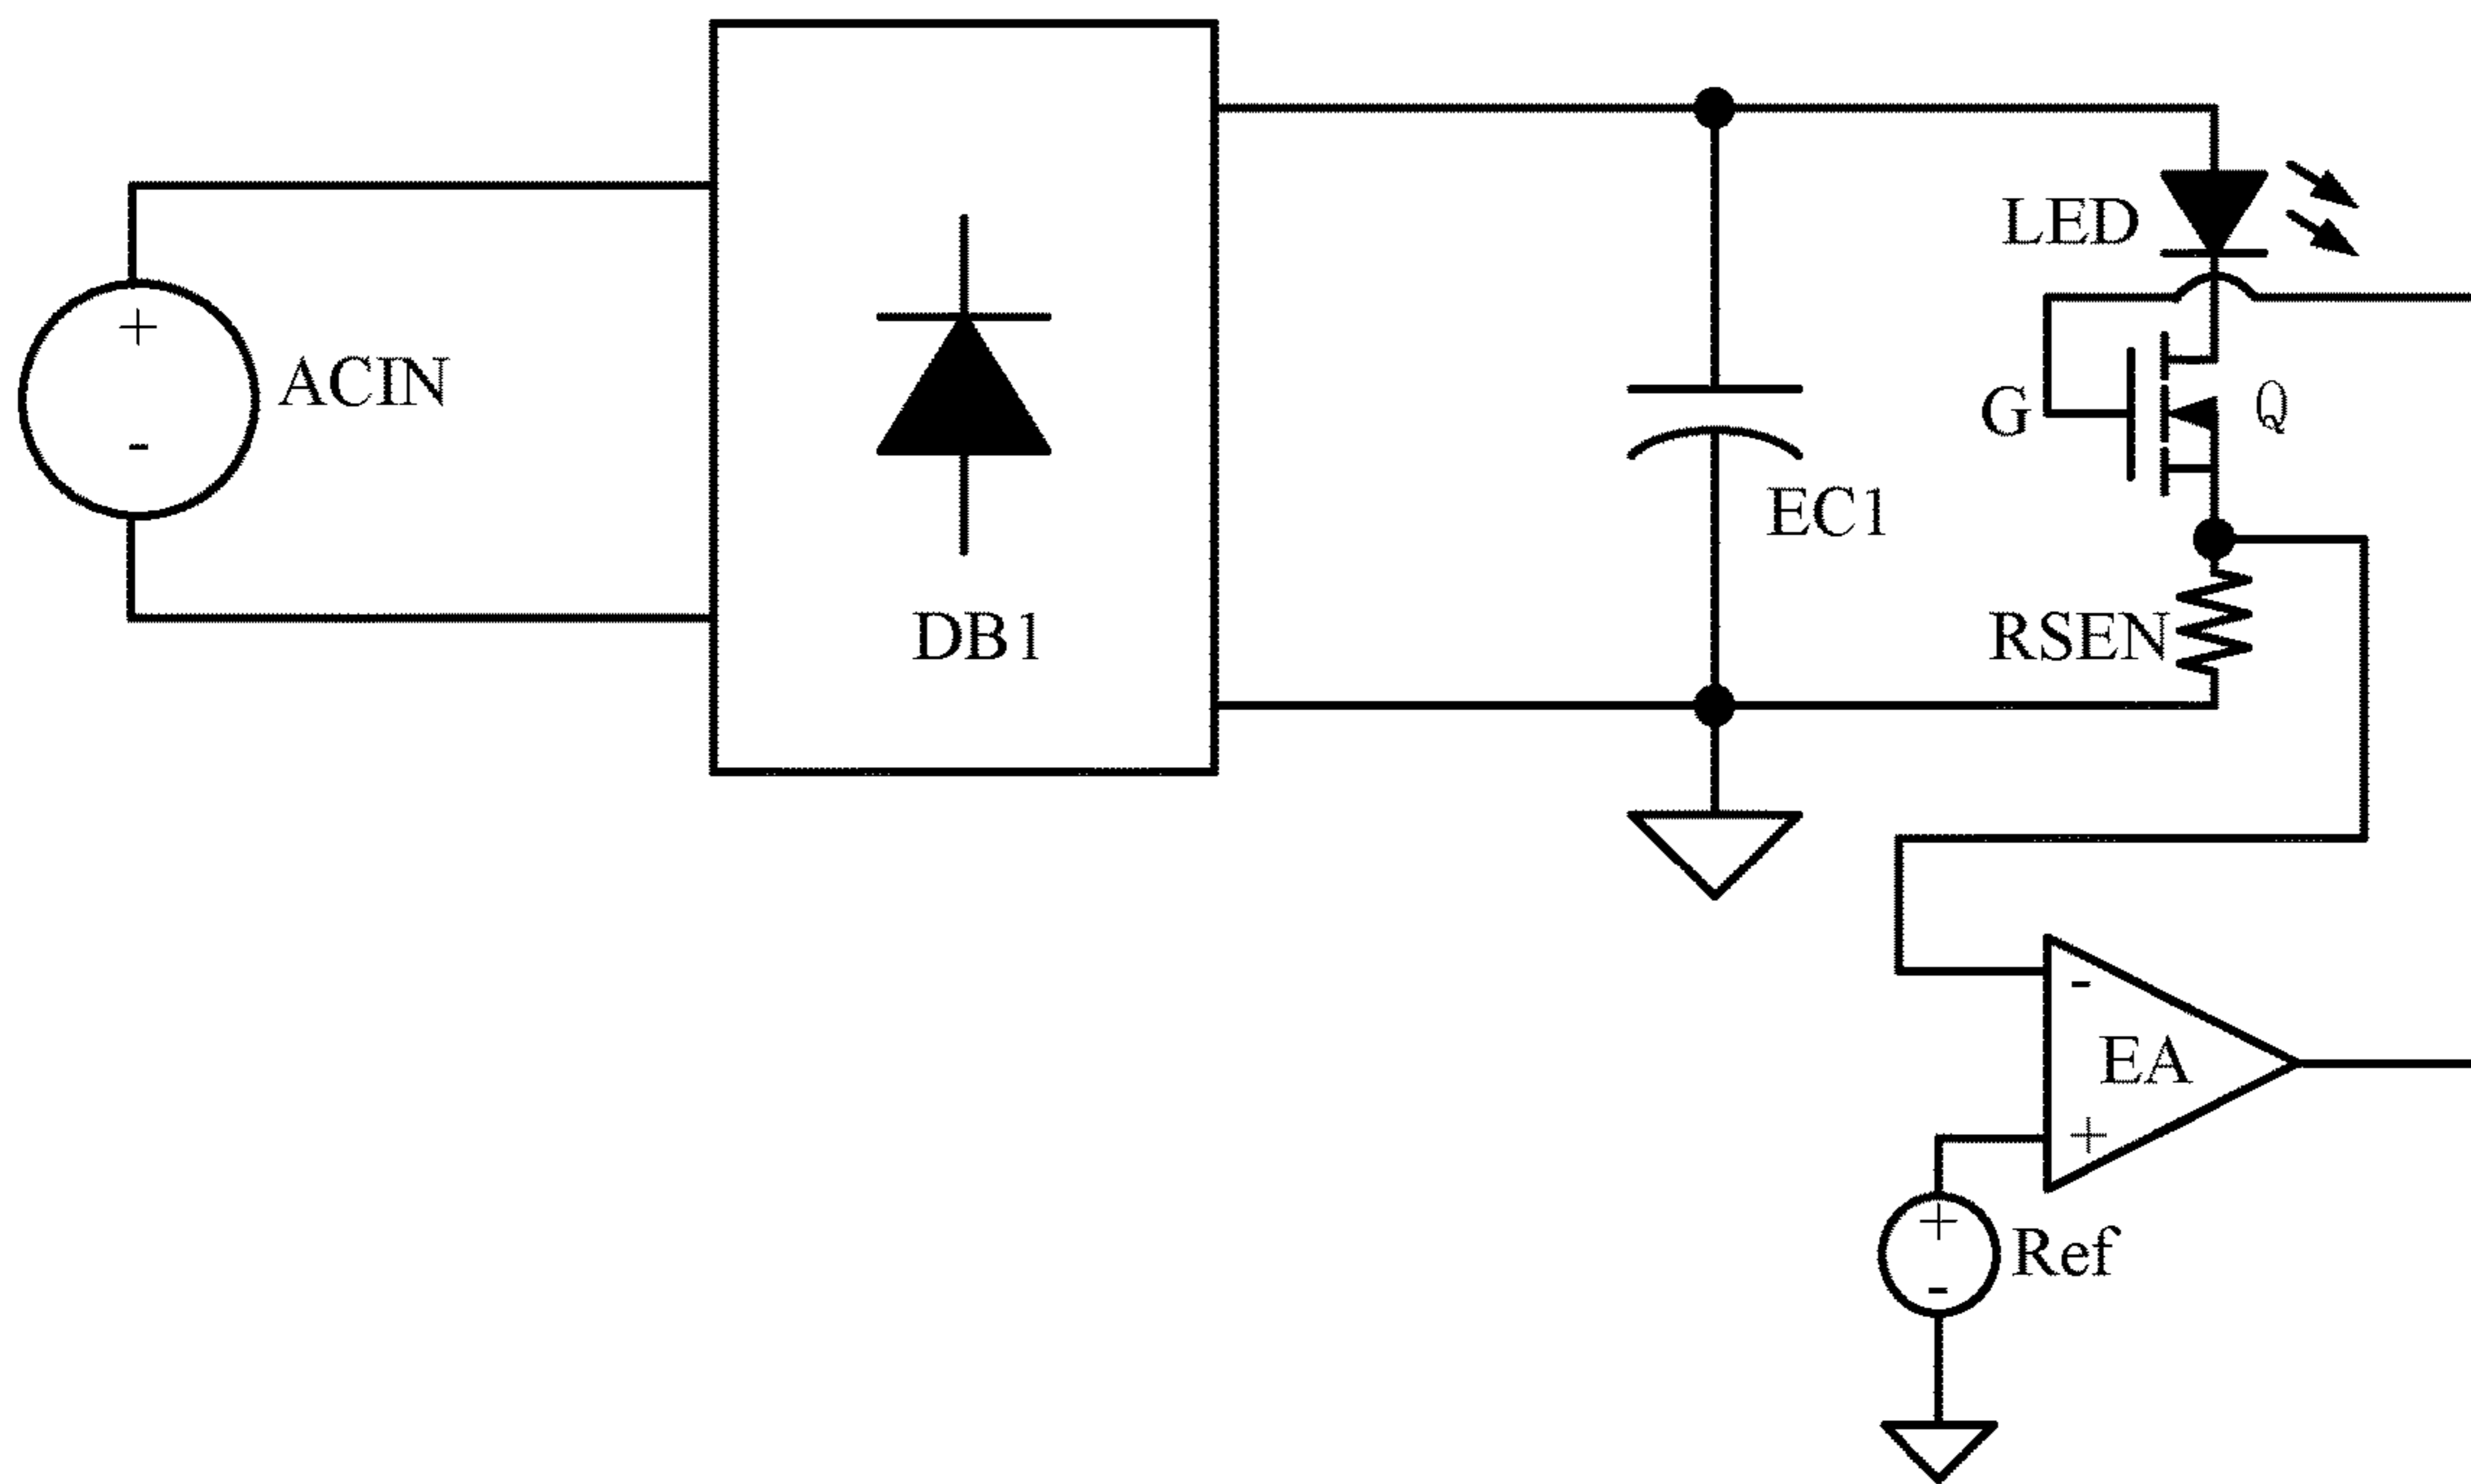 +
-
ACIN
DB1
EC1
LED
G
Q
RSEN
-
EA
+
+
-
Ref